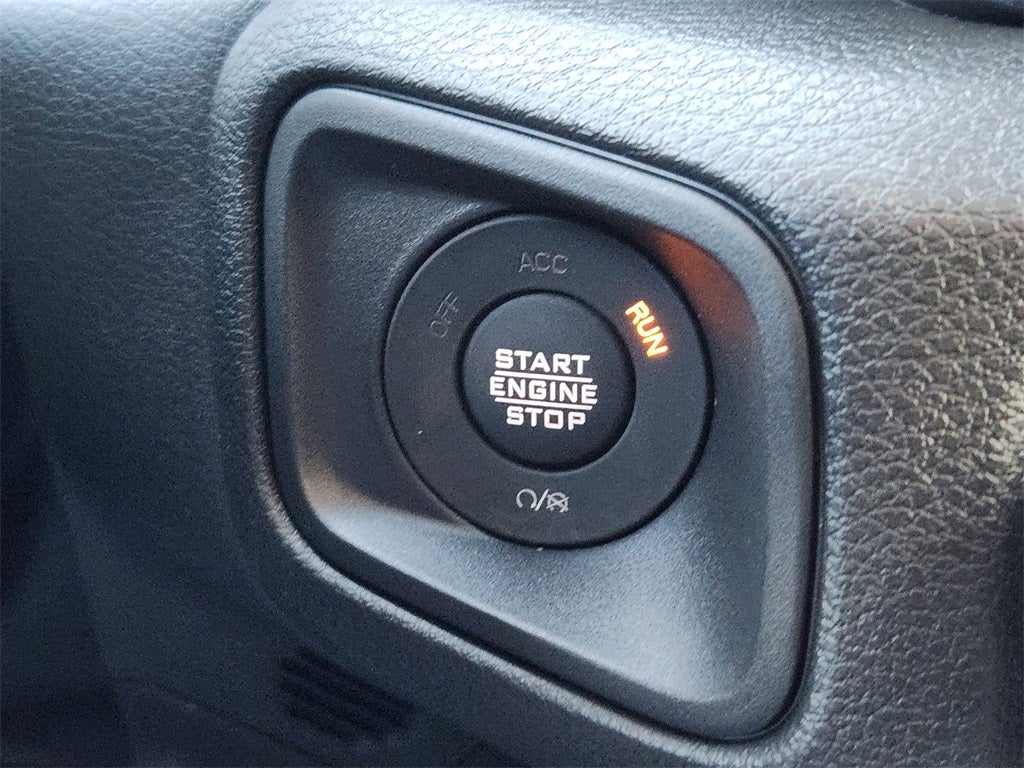 ACC
OFF
RUN
START
ENGINE
STOP